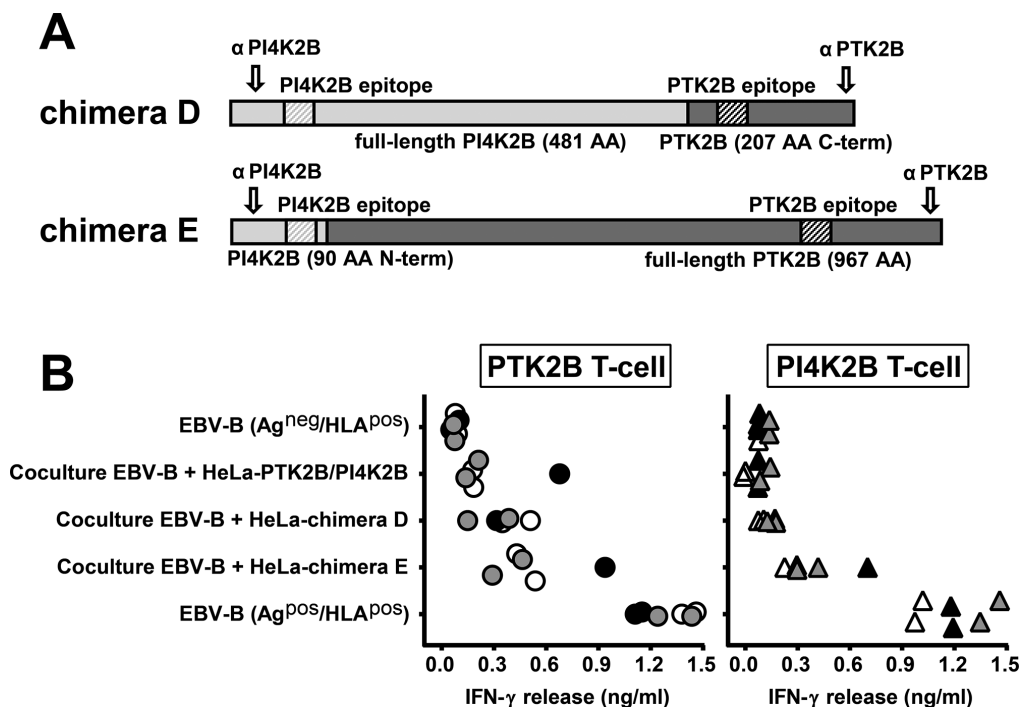 A
α PI4K2B
α PTK2B
PI4K2B epitope
PTK2B epitope
chimera D
full-length PI4K2B (481 AA)
PTK2B (207 AA C-term)
α PI4K2B
α PTK2B
PI4K2B epitope
PTK2B epitope
chimera E
PI4K2B (90 AA N-term)
full-length PTK2B (967 AA)
B
PTK2B T-cell
PI4K2B T-cell
EBV-B (Agneg/HLApos)
Coculture EBV-B + HeLa-PTK2B/PI4K2B
Coculture EBV-B + HeLa-chimera D
Coculture EBV-B + HeLa-chimera E
EBV-B (Agpos/HLApos)
0.0 0.3 0.6 0.9 1.2 1.5
0.0 0.3 0.6 0.9 1.2 1.5
IFN-γ release (ng/ml)
IFN-γ release (ng/ml)